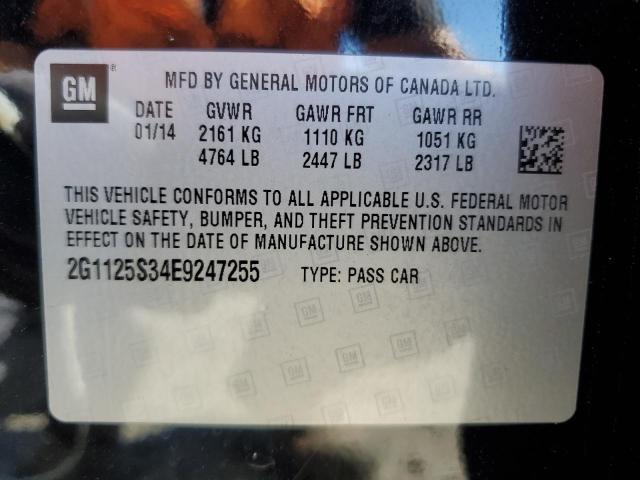 GM ®
MFD BY GENERAL MOTORS OF CANADA LTD.
DATE GVWR GAWR FRT GAWR RR
01/14 2161 KG 1110 KG 1051 KG
4764 LB 2447 LB 2317 LB
THIS VEHICLE CONFORMS TO ALL APPLICABLE U.S. FEDERAL MOTOR
VEHICLE SAFETY, BUMPER, AND THEFT PREVENTION STANDARDS IN
EFFECT ON THE DATE OF MANUFACTURE SHOWN ABOVE.
2G1125S34E9247255 TYPE: PASS CAR